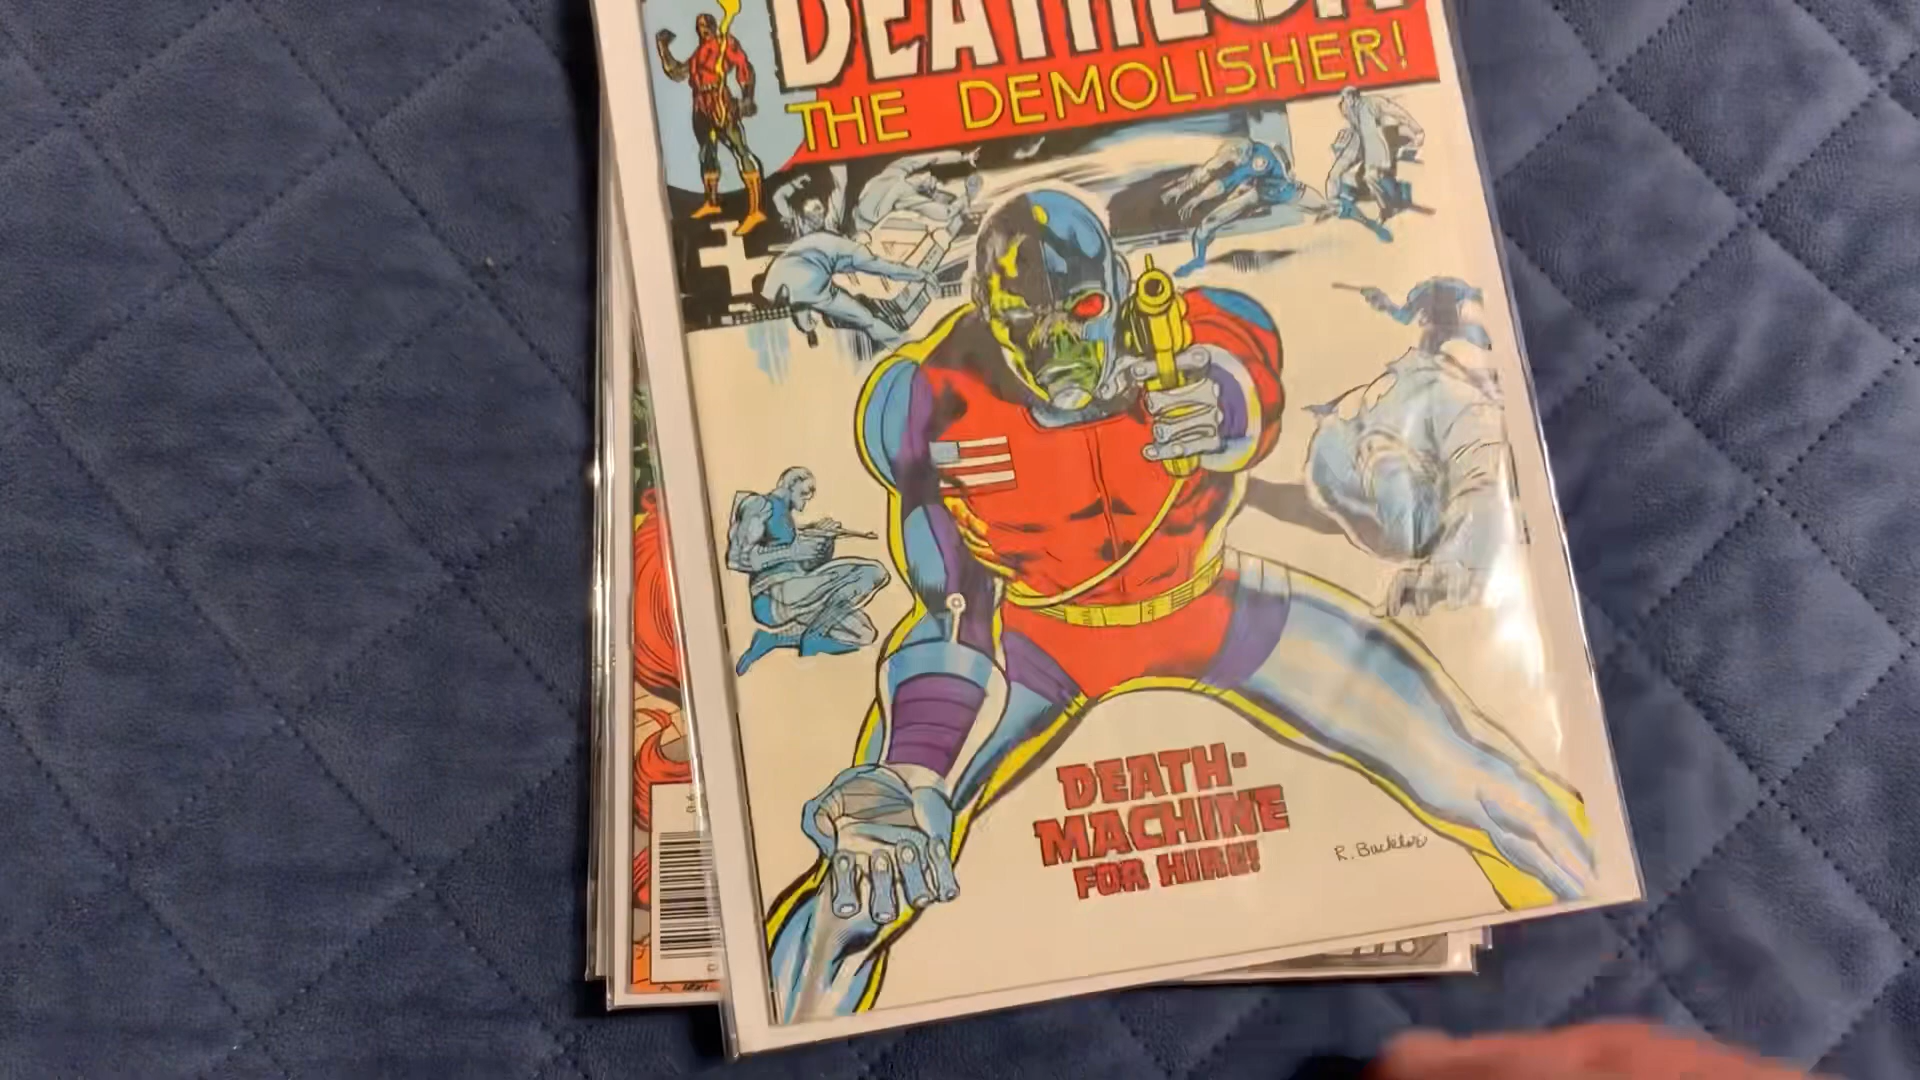 DEATHLOK
THE DEMOLISHER!
DEATH-
MACHINE
FOR HIRE!
R. Buckler